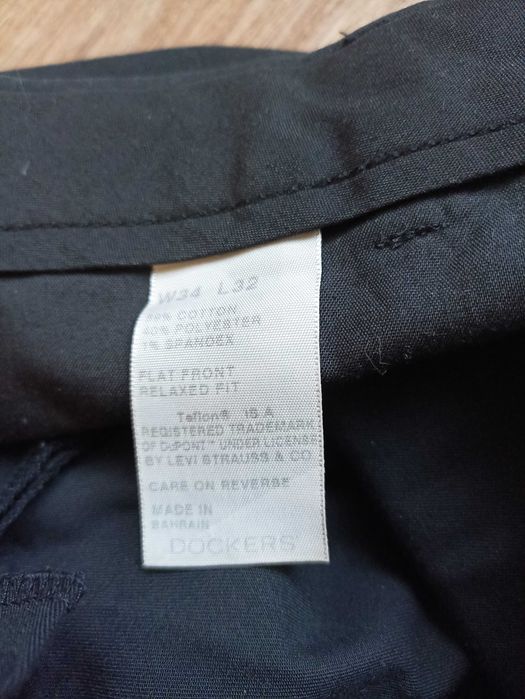 W34 L32
59% COTTON
40% POLYESTER
1% SPANDEX
FLAT FRONT
RELAXED FIT
Teflon® IS A
REGISTERED TRADEMARK
OF DuPONT™ UNDER LICENSE
BY LEVI STRAUSS & CO
CARE ON REVERSE
MADE IN
BAHRAIN
DOCKERS®